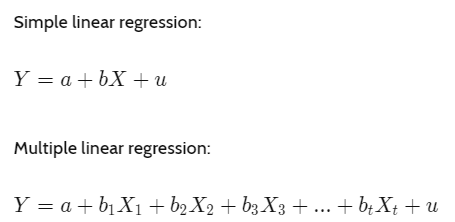 Simple linear regression:
Y = a + bX + u
Multiple linear regression:
Y = a + b₁X₁ + b₂X₂ + b₃X₃ + ... + bₜXₜ + u